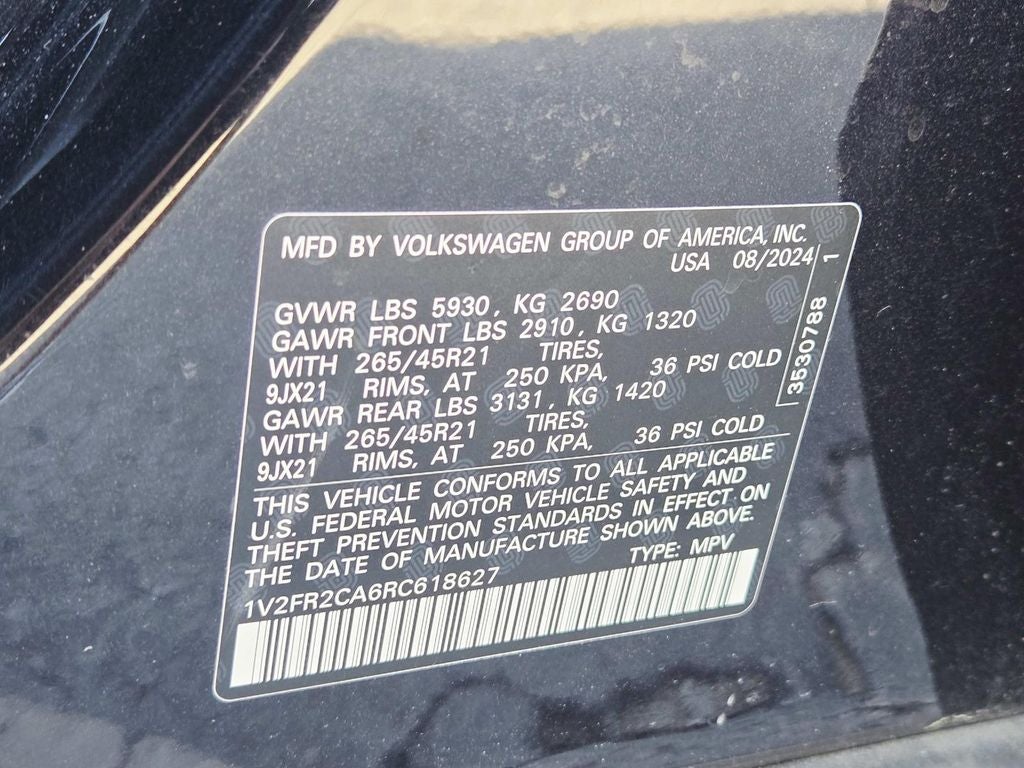 MFD BY VOLKSWAGEN GROUP OF AMERICA, INC.
USA 08/2024
GVWR LBS 5930, KG 2690
GAWR FRONT LBS 2910, KG 1320
WITH 265/45R21 TIRES,
9JX21 RIMS, AT 250 KPA, 36 PSI COLD
GAWR REAR LBS 3131, KG 1420
WITH 265/45R21 TIRES,
9JX21 RIMS, AT 250 KPA, 36 PSI COLD
3530788 1
THIS VEHICLE CONFORMS TO ALL APPLICABLE
U.S. FEDERAL MOTOR VEHICLE SAFETY AND
THEFT PREVENTION STANDARDS IN EFFECT ON
THE DATE OF MANUFACTURE SHOWN ABOVE.
1V2FR2CA6RC618627 TYPE: MPV